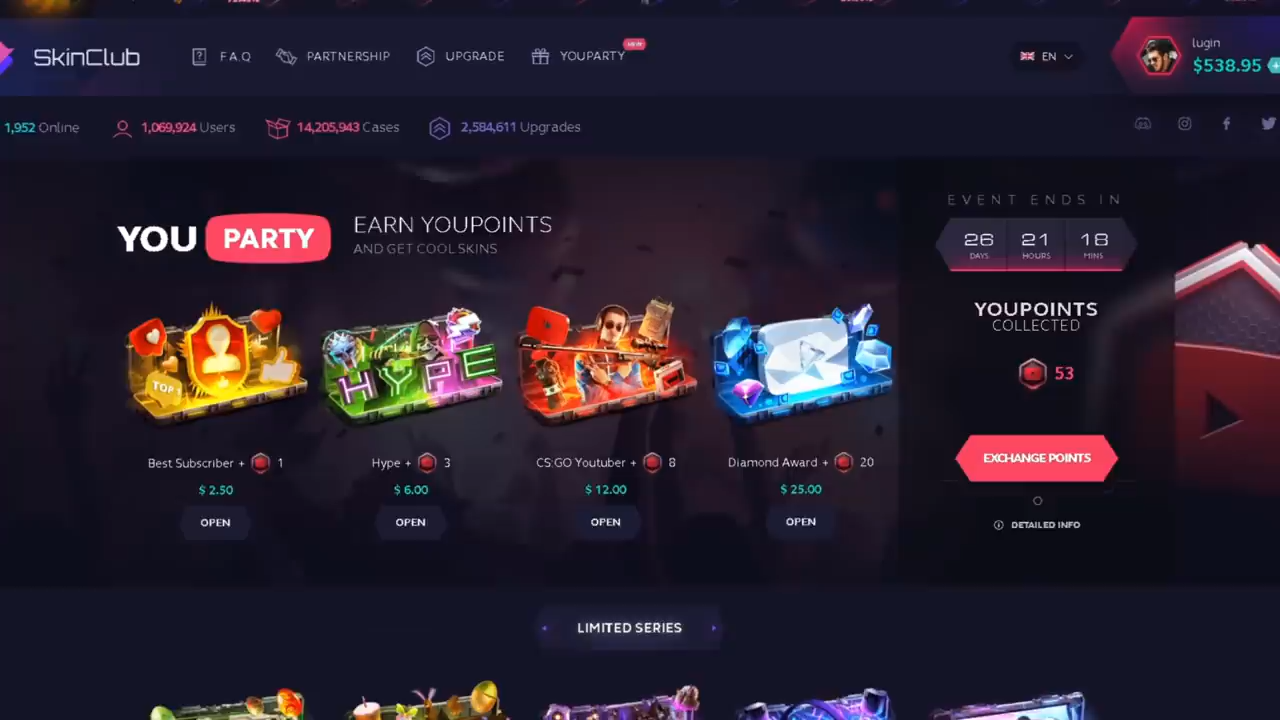 SkinClub
F.A.Q
PARTNERSHIP
UPGRADE
YOUPARTY
NEW
EN
lugin
$538.95
1,952 Online
1,069,924 Users
14,205,943 Cases
2,584,611 Upgrades
YOU PARTY
EARN YOUPOINTS
AND GET COOL SKINS
EVENT ENDS IN
26 21 18
DAYS HOURS MINS
YOUPOINTS
COLLECTED
53
EXCHANGE POINTS
DETAILED INFO
TOP 1
HYPE
Best Subscriber + 1
$ 2.50
OPEN
Hype + 3
$ 6.00
OPEN
CS:GO Youtuber + 8
$ 12.00
OPEN
Diamond Award + 20
$ 25.00
OPEN
LIMITED SERIES